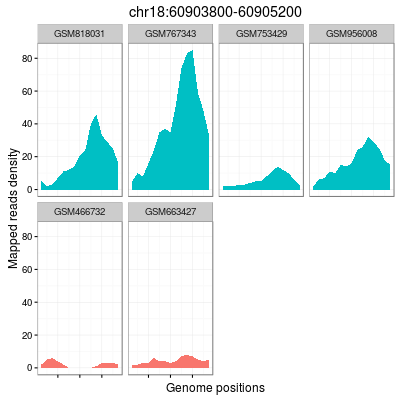 chr18:60903800-60905200
GSM818031 GSM767343 GSM753429 GSM956008
80
60
40
20
0
GSM466732 GSM663427
80
60
40
20
0
Mapped reads density
Genome positions